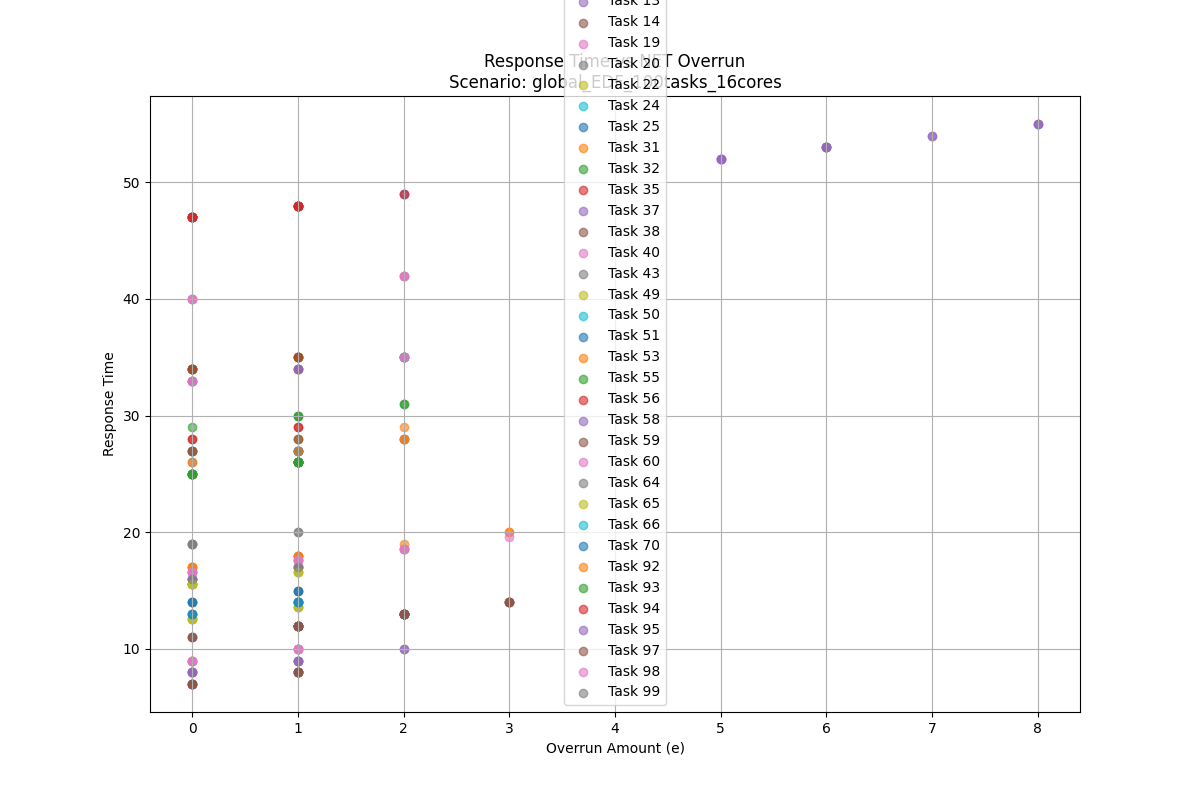 Task 13
Task 14
Task 19
Response Time vs NET Overrun
Task 20
Scenario: global_EDF_100tasks_16cores
Task 22
Task 24
Task 25
Task 31
Task 32
Task 35
Task 37
Task 38
Task 40
Task 43
Task 49
Task 50
Task 51
Task 53
Task 55
Task 56
Task 58
Task 59
Task 60
Task 64
Task 65
Task 66
Task 70
Task 92
Task 93
Task 94
Task 95
Task 97
Task 98
Task 99
Response Time
50
40
30
20
10
0 1 2 3 4 5 6 7 8
Overrun Amount (e)